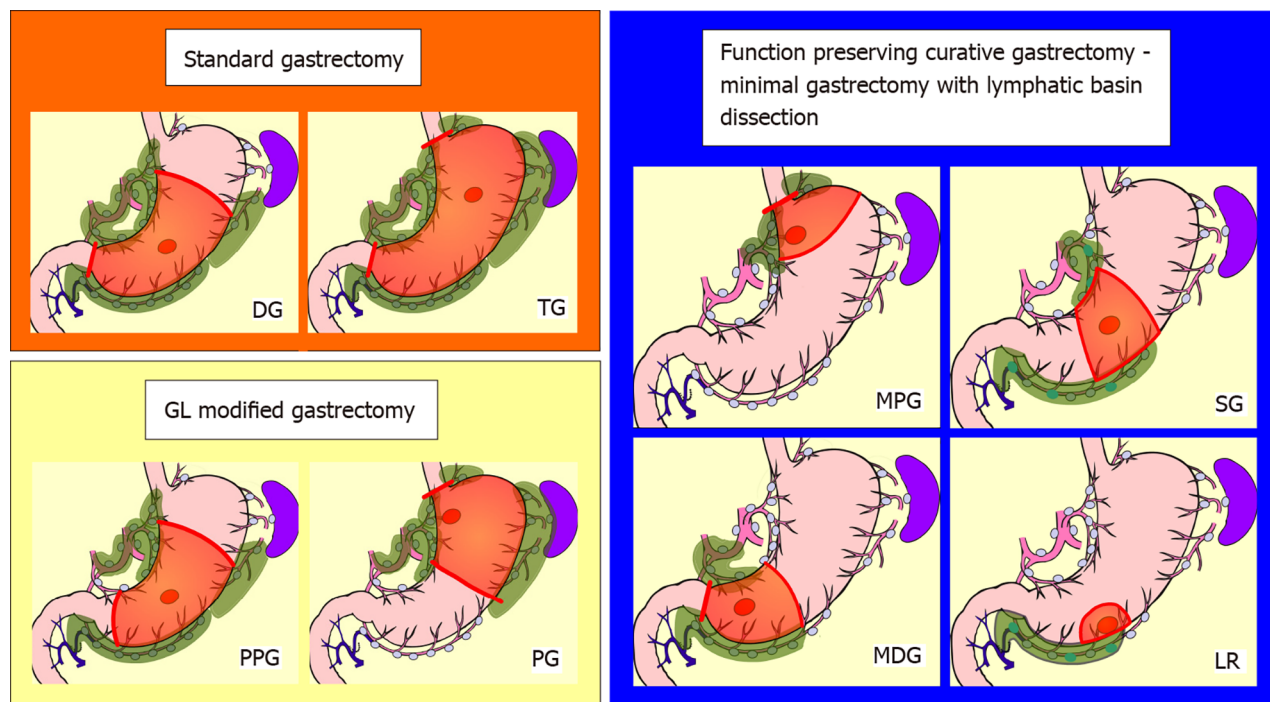 Standard gastrectomy
DG
TG
GL modified gastrectomy
PPG
PG
Function preserving curative gastrectomy -
minimal gastrectomy with lymphatic basin
dissection
MPG
SG
MDG
LR